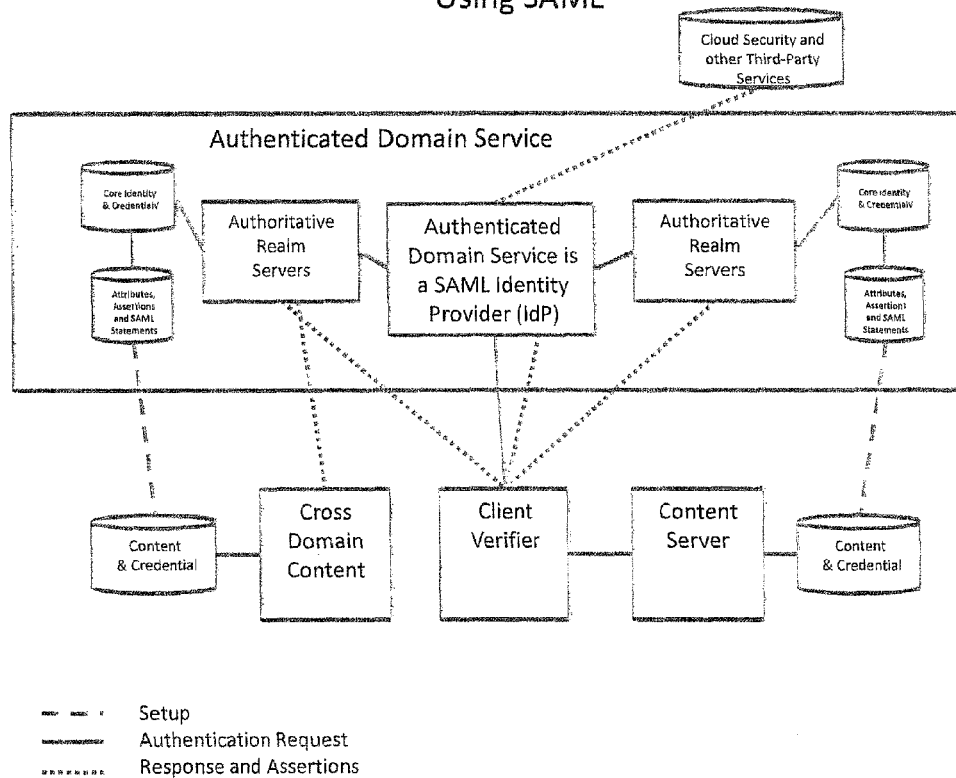 Using SAML
Cloud Security and
other Third-Party
Services
Authenticated Domain Service
Core Identity
& CredentialV
Authoritative
Realm
Servers
Authenticated
Domain Service is
a SAML Identity
Provider (IdP)
Authoritative
Realm
Servers
Core Identity
& CredentialV
Attributes,
Assertions
and SAML
Statements
Attributes,
Assertions
and SAML
Statements
Content
& Credential
Cross
Domain
Content
Client
Verifier
Content
Server
Content
& Credential
Setup
Authentication Request
Response and Assertions